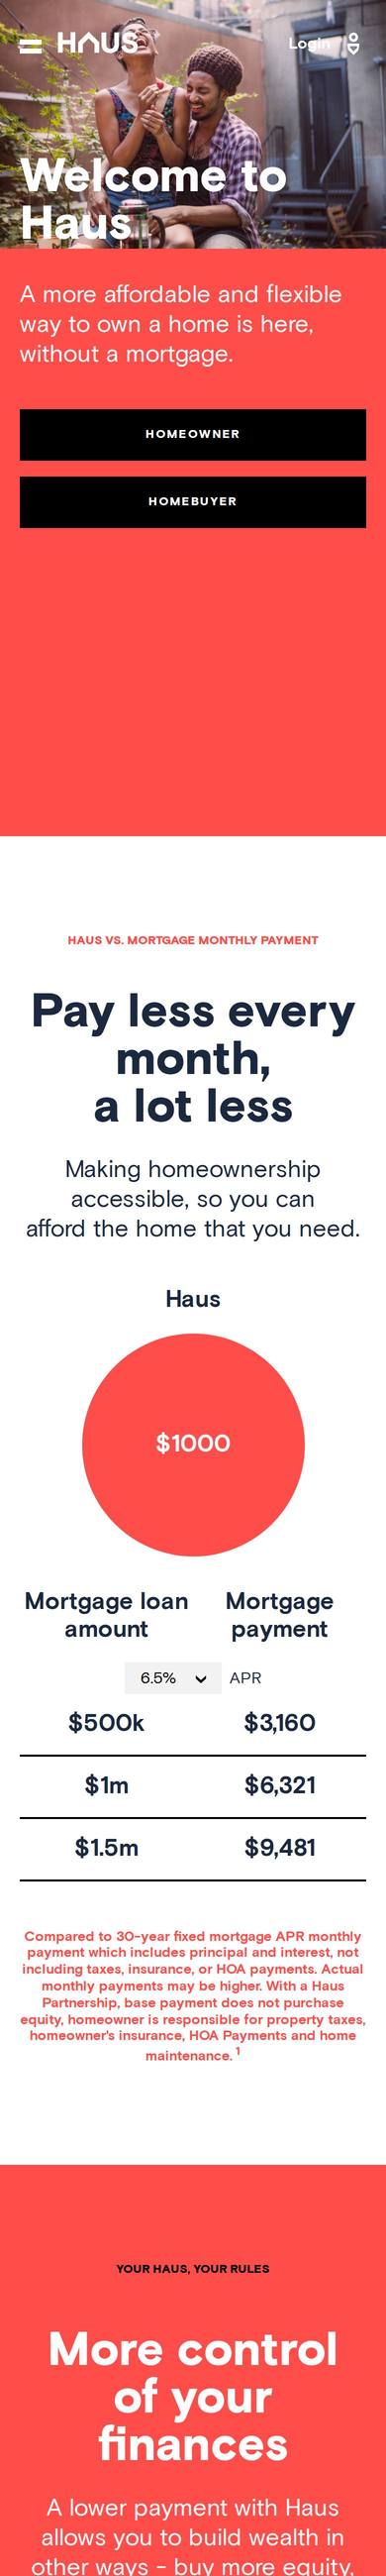 HAUS
Login
Welcome to
Haus
A more affordable and flexible
way to own a home is here,
without a mortgage.
HOMEOWNER
HOMEBUYER
HAUS VS. MORTGAGE MONTHLY PAYMENT
Pay less every
month,
a lot less
Making homeownership
accessible, so you can
afford the home that you need.
Haus
$1000
Mortgage loan
amount
Mortgage
payment
6.5% APR
$500k $3,160
$1m $6,321
$1.5m $9,481
Compared to 30-year fixed mortgage APR monthly
payment which includes principal and interest, not
including taxes, insurance, or HOA payments. Actual
monthly payments may be higher. With a Haus
Partnership, base payment does not purchase
equity, homeowner is responsible for property taxes,
homeowner's insurance, HOA Payments and home
maintenance. 1
YOUR HAUS, YOUR RULES
More control
of your
finances
A lower payment with Haus
allows you to build wealth in
other ways - buy more equity,